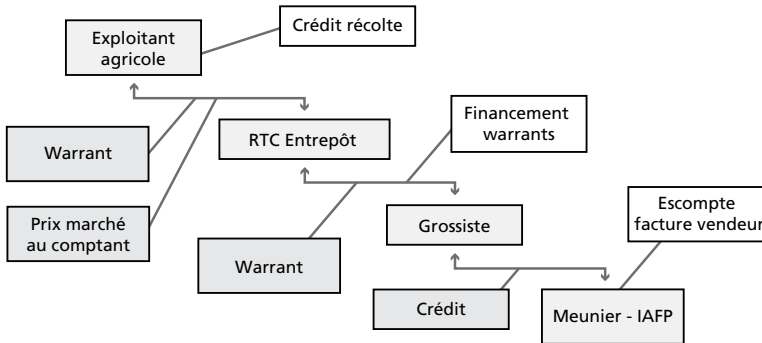 Crédit récolte
Exploitant
agricole
Financement
warrants
Warrant
RTC Entrepôt
Escompte
facture vendeur
Prix marché
au comptant
Grossiste
Warrant
Crédit
Meunier - IAFP